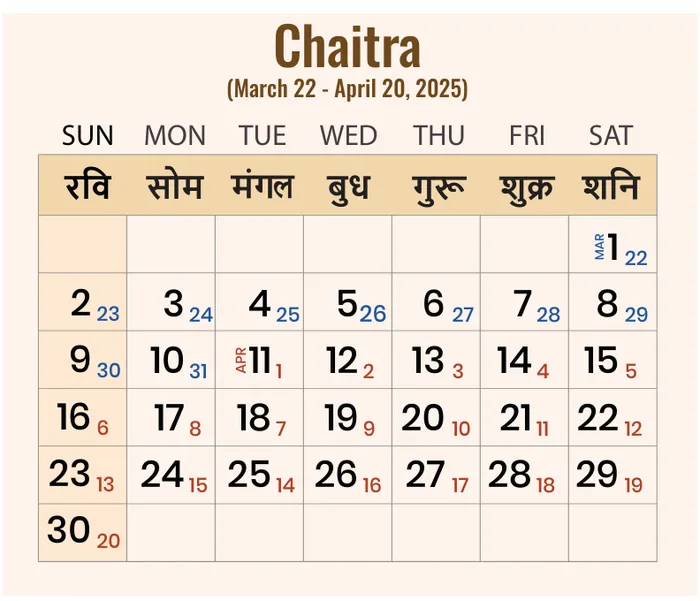 Chaitra
(March 22 - April 20, 2025)
SUN MON TUE WED THU FRI SAT
रवि सोम मंगल बुध गुरू शुक्र शनि
MAR 1 22
2 23 3 24 4 25 5 26 6 27 7 28 8 29
9 30 10 31 APR 11 1 12 2 13 3 14 4 15 5
16 6 17 8 18 7 19 9 20 10 21 11 22 12
23 13 24 15 25 14 26 16 27 17 28 18 29 19
30 20